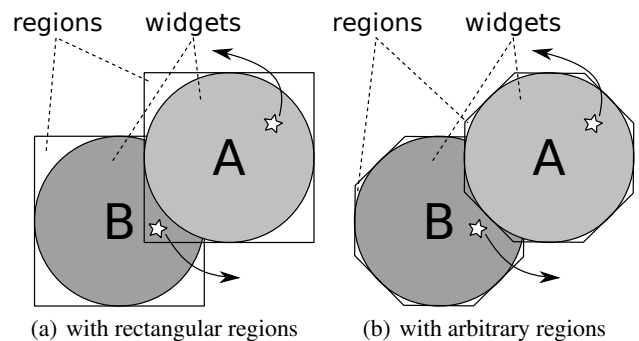 regions widgets
A
B
(a) with rectangular regions
regions widgets
A
B
(b) with arbitrary regions